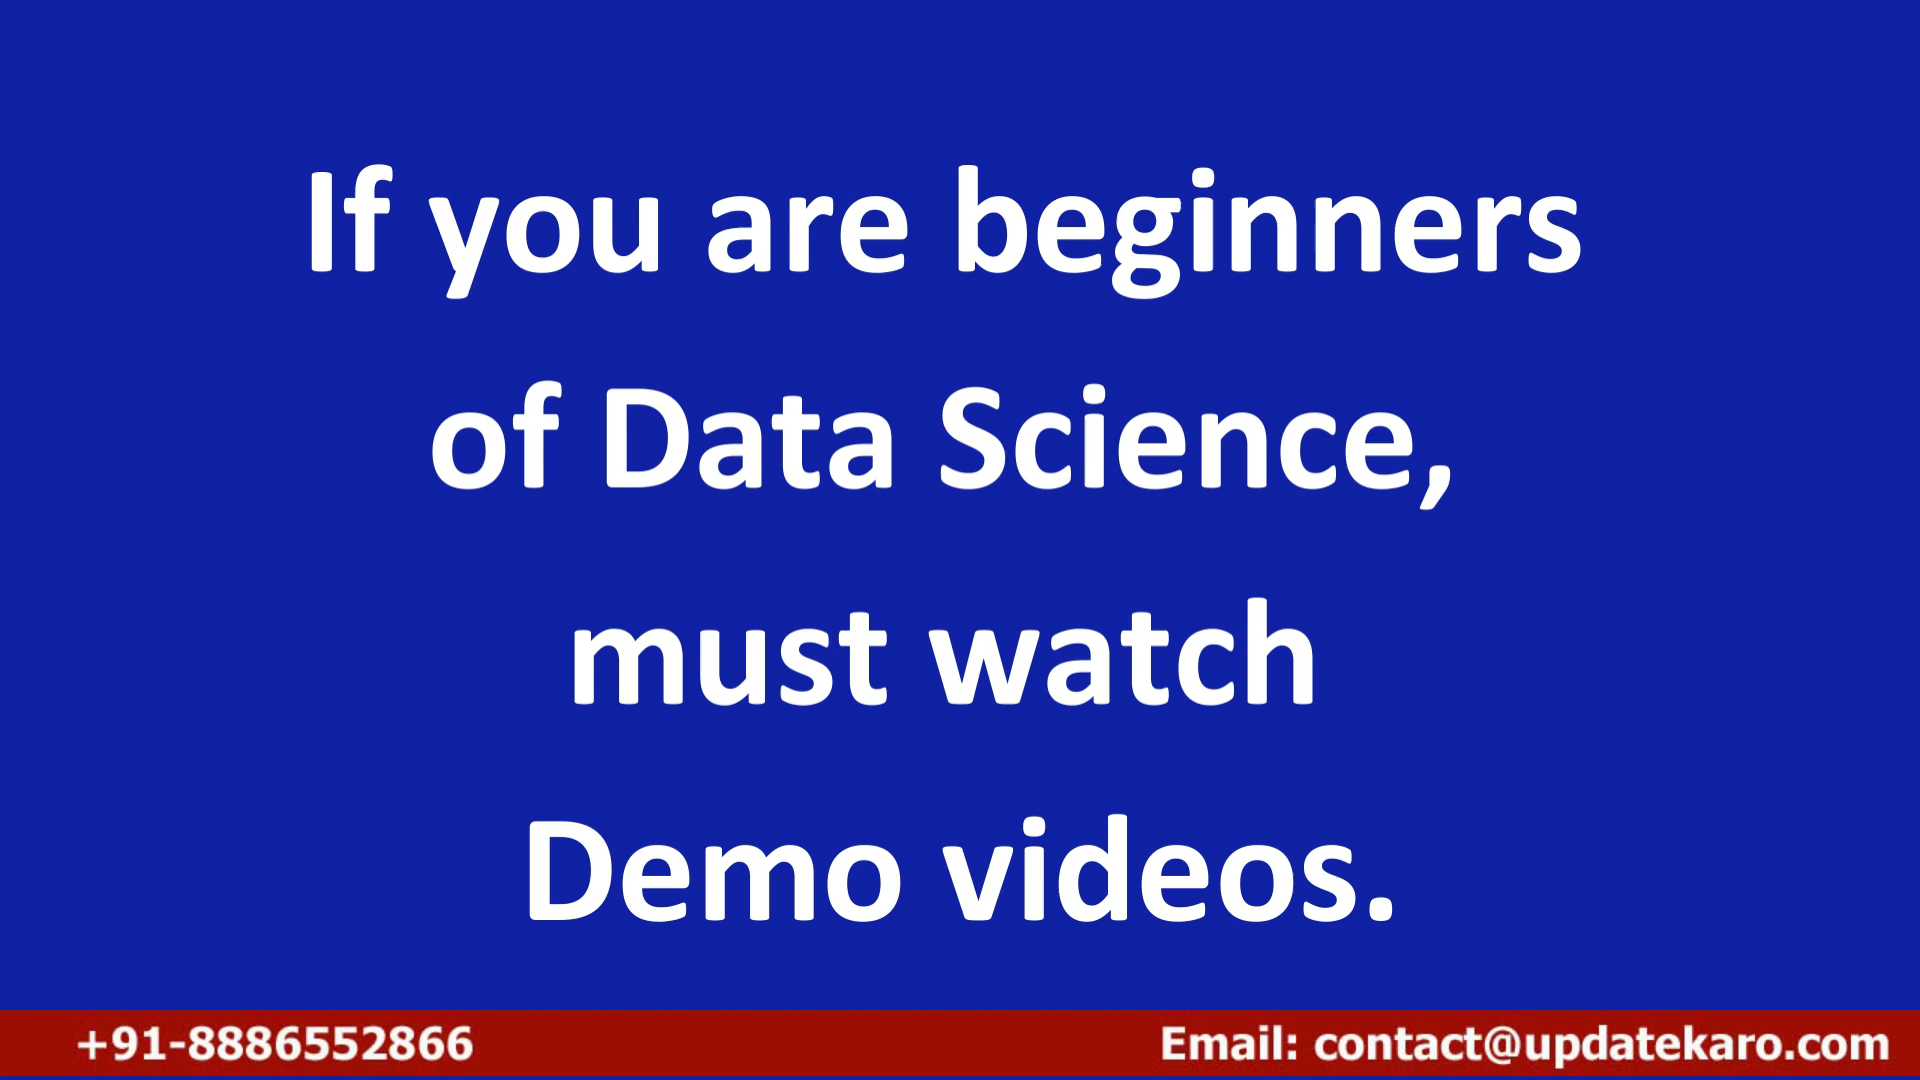 If you are beginners
of Data Science,
must watch
Demo videos.
+91-8886552866
Email: contact@updatekaro.com